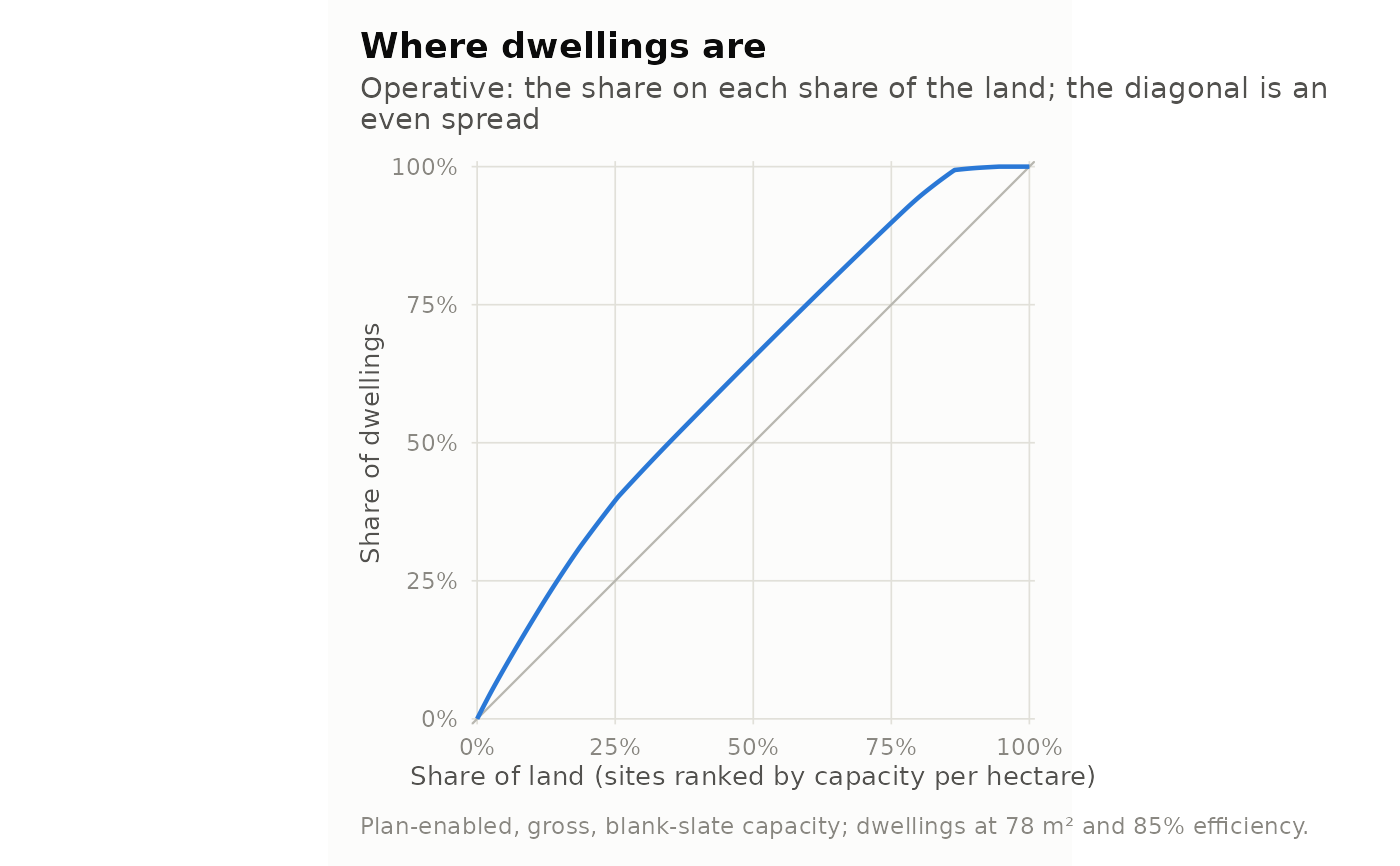 Where dwellings are
Operative: the share on each share of the land; the diagonal is an
even spread
100%
75%
50%
25%
0%
Share of dwellings
0% 25% 50% 75% 100%
Share of land (sites ranked by capacity per hectare)
Plan-enabled, gross, blank-slate capacity; dwellings at 78 m² and 85% efficiency.